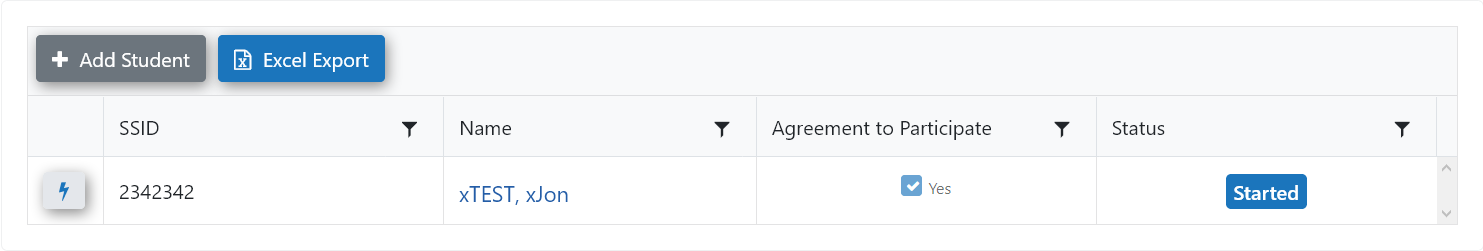 Add Student Excel Export
SSID Name Agreement to Participate Status
2342342 xTEST, xJon Yes Started